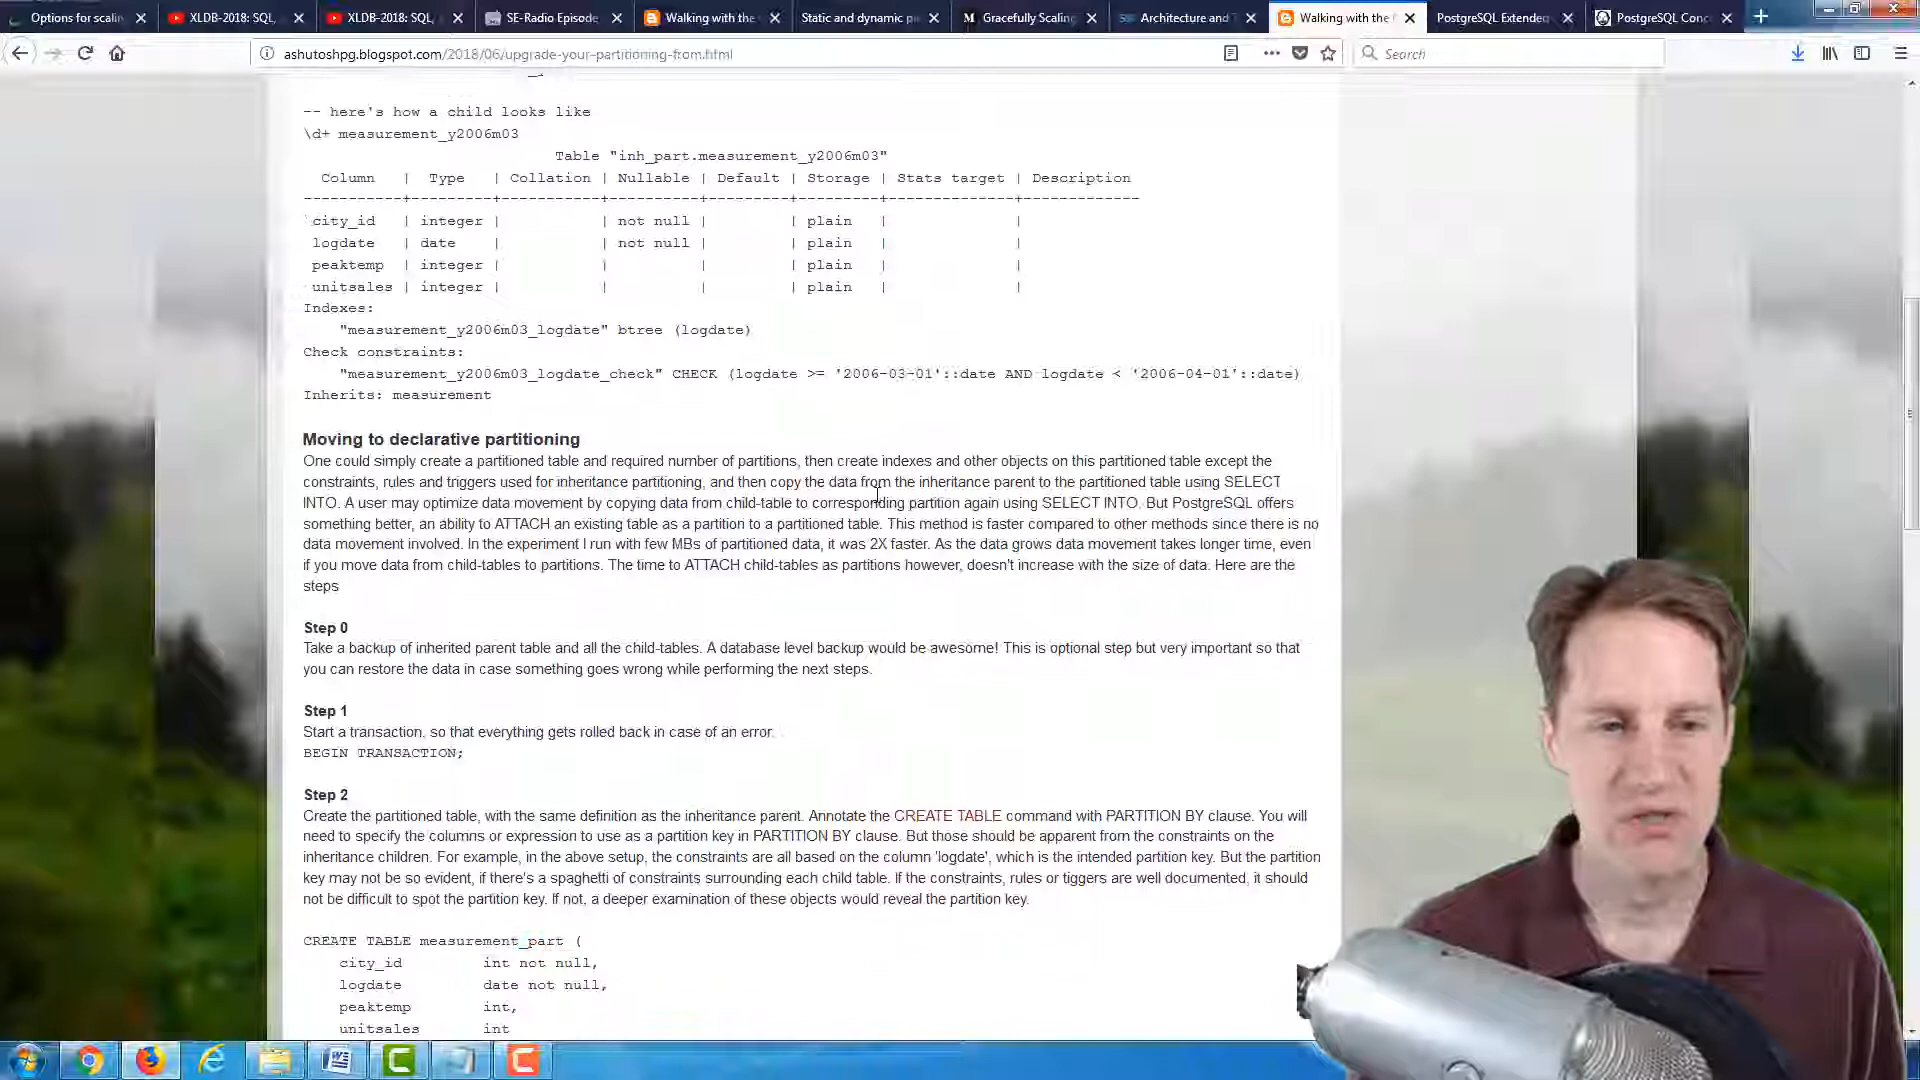 Options for scali
XLDB-2018: SQL,
XLDB-2018: SQL,
SE-Radio Episode
Walking with the
Static and dynamic p
Gracefully Scaling
Architecture and
Walking with the
PostgreSQL Extended
PostgreSQL Conc
ashutoshpg.blogspot.com/2018/06/upgrade-your-partitioning-from.html
Search
-- here's how a child looks like
\d+ measurement_y2006m03
Table "inh_part.measurement_y2006m03"
Column | Type | Collation | Nullable | Default | Storage | Stats target | Description
-----------+---------+-----------+----------+---------+---------+--------------+-------------
city_id | integer | | not null | | plain | |
logdate | date | | not null | | plain | |
peaktemp | integer | | | | plain | |
unitsales | integer | | | | plain | |
Indexes:
"measurement_y2006m03_logdate" btree (logdate)
Check constraints:
"measurement_y2006m03_logdate_check" CHECK (logdate >= '2006-03-01'::date AND logdate < '2006-04-01'::date)
Inherits: measurement
Moving to declarative partitioning
One could simply create a partitioned table and required number of partitions, then create indexes and other objects on this partitioned table except the
constraints, rules and triggers used for inheritance partitioning, and then copy the data from the inheritance parent to the partitioned table using SELECT
INTO. A user may optimize data movement by copying data from child-table to corresponding partition again using SELECT INTO. But PostgreSQL offers
something better, an ability to ATTACH an existing table as a partition to a partitioned table. This method is faster compared to other methods since there is no
data movement involved. In the experiment I run with few MBs of partitioned data, it was 2X faster. As the data grows data movement takes longer time, even
if you move data from child-tables to partitions. The time to ATTACH child-tables as partitions however, doesn't increase with the size of data. Here are the
steps
Step 0
Take a backup of inherited parent table and all the child-tables. A database level backup would be awesome! This is optional step but very important so that
you can restore the data in case something goes wrong while performing the next steps.
Step 1
Start a transaction, so that everything gets rolled back in case of an error.
BEGIN TRANSACTION;
Step 2
Create the partitioned table, with the same definition as the inheritance parent. Annotate the CREATE TABLE command with PARTITION BY clause. You will
need to specify the columns or expression to use as a partition key in PARTITION BY clause. But those should be apparent from the constraints on the
inheritance children. For example, in the above setup, the constraints are all based on the column 'logdate', which is the intended partition key. But the partition
key may not be so evident, if there's a spaghetti of constraints surrounding each child table. If the constraints, rules or tiggers are well documented, it should
not be difficult to spot the partition key. If not, a deeper examination of these objects would reveal the partition key.
CREATE TABLE measurement_part (
city_id int not null,
logdate date not null,
peaktemp int,
unitsales int